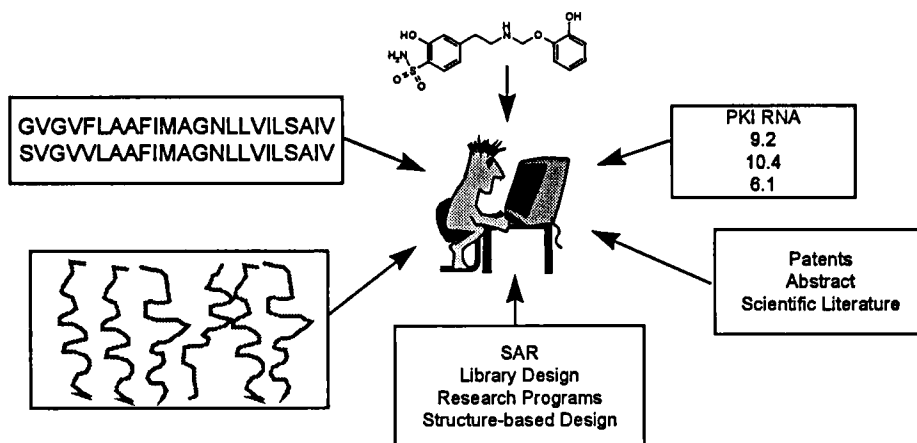 OH
HO
H
N
O
H₂N
S
O
O
GVGVFLAAFIMAGNLLVILSAIV
SVGVVLAAFIMAGNLLVILSAIV
PKI RNA
9.2
10.4
6.1
Patents
Abstract
Scientific Literature
SAR
Library Design
Research Programs
Structure-based Design